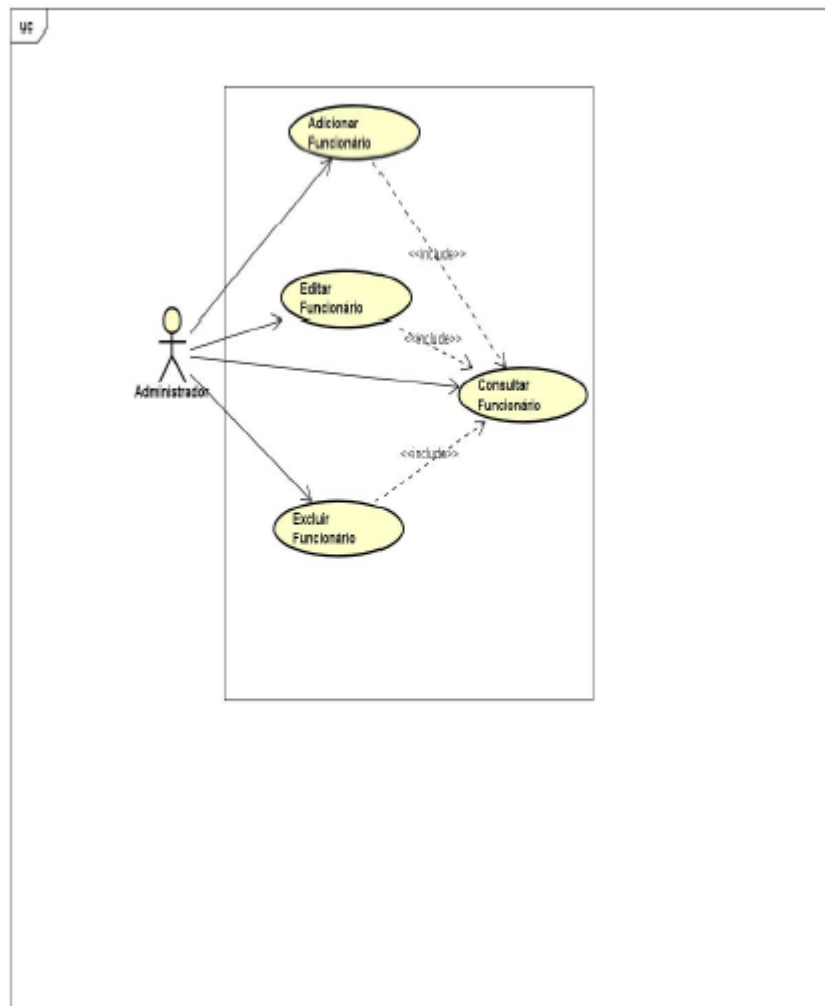 uc
Adicionar
Funcionário
<<include>>
Editar
Funcionário
<<include>>
Administrador
Consultar
Funcionário
<<include>>
Excluir
Funcionário